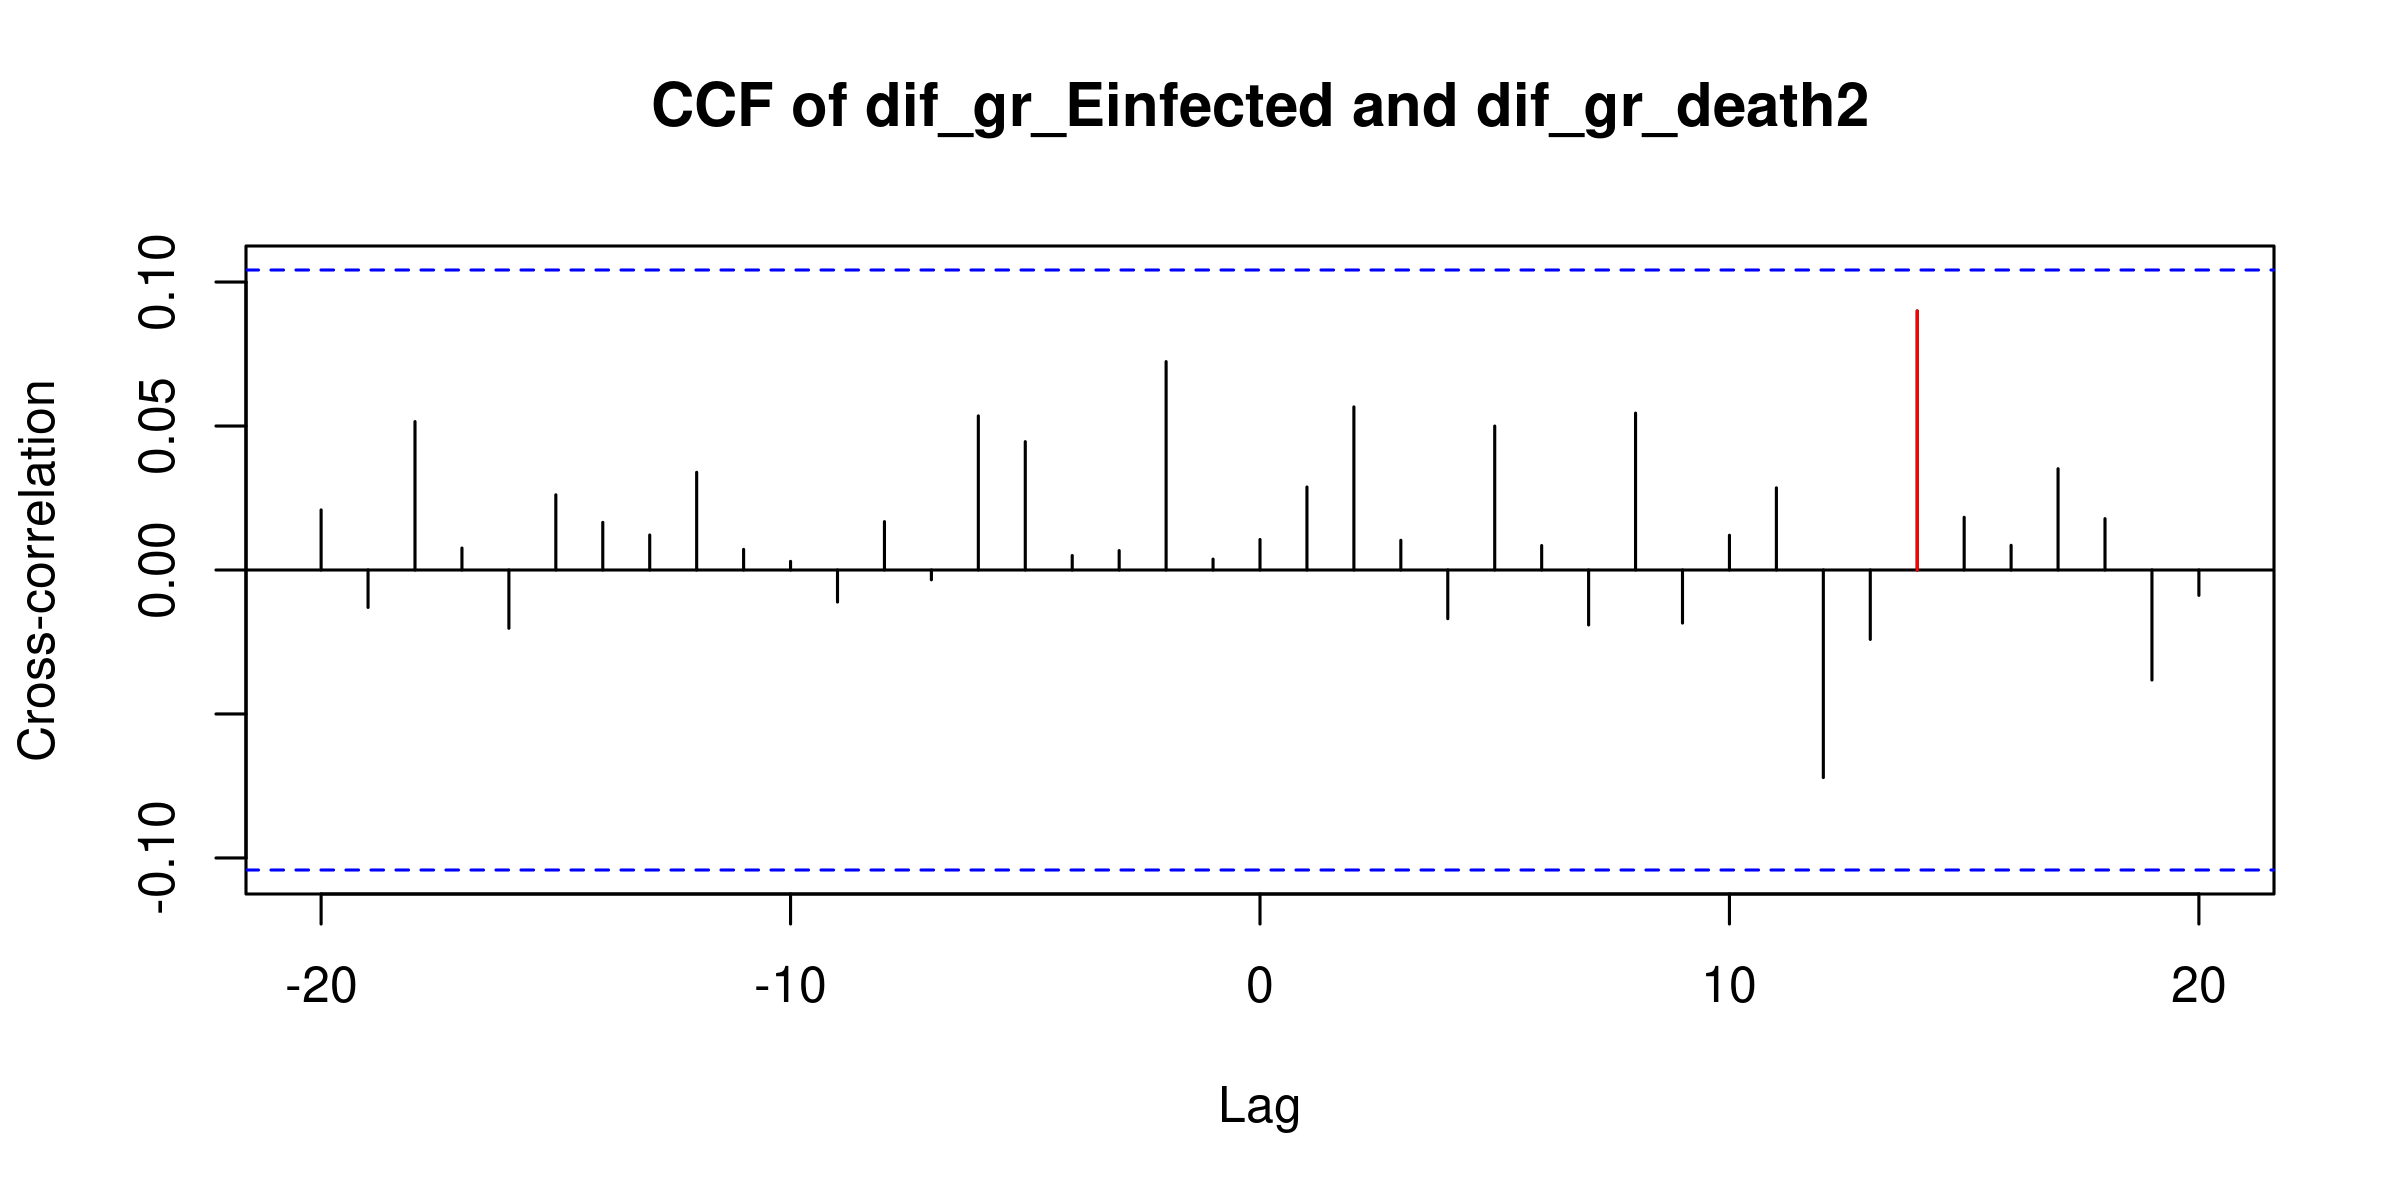 CCF of dif_gr_Einfected and dif_gr_death2
Cross-correlation
0.10
0.05
0.00
-0.10
-20 -10 0 10 20
Lag